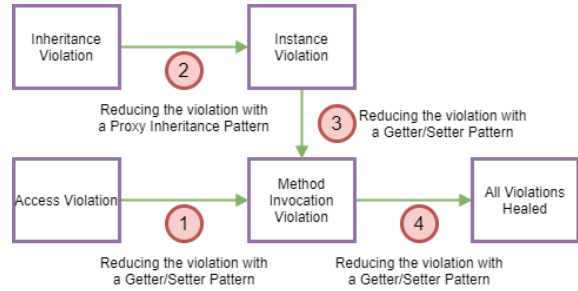 Inheritance
Violation
Instance
Violation
2
Reducing the violation with
a Proxy Inheritance Pattern
3
Reducing the violation with
a Getter/Setter Pattern
Access Violation
1
Reducing the violation with
a Getter/Setter Pattern
Method
Invocation
Violation
4
Reducing the violation with
a Getter/Setter Pattern
All Violations
Healed